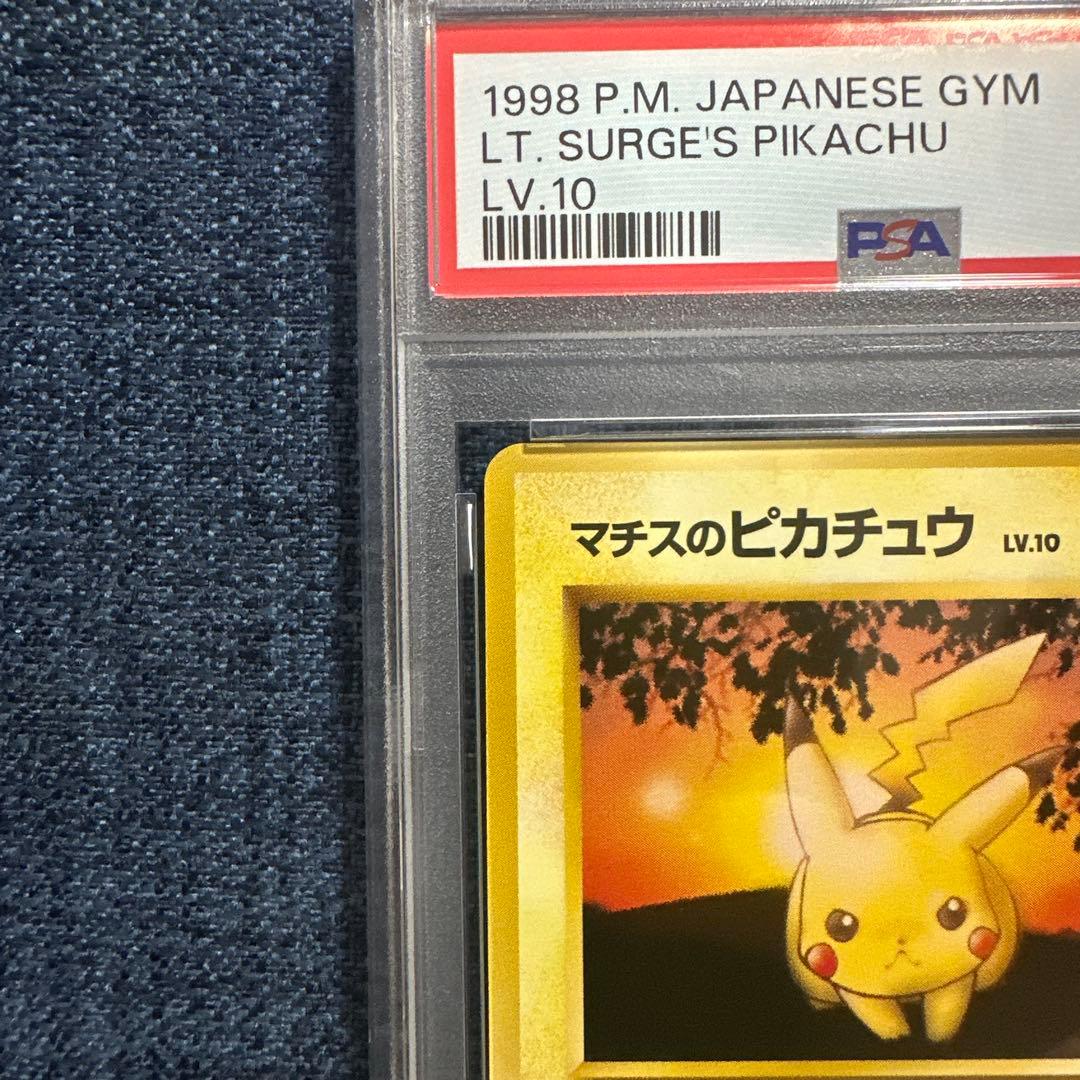 1998 P.M. JAPANESE GYM
LT. SURGE'S PIKACHU
LV.10
PSA
マチスのピカチュウ LV.10